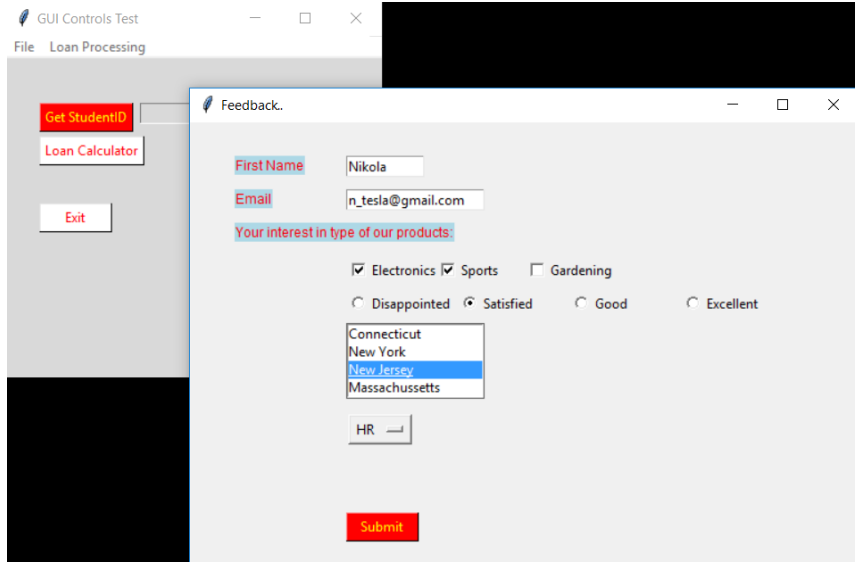 GUI Controls Test
File Loan Processing
Get StudentID
Loan Calculator
Exit
Feedback..
First Name Nikola
Email n_tesla@gmail.com
Your interest in type of our products:
Electronics Sports Gardening
Disappointed Satisfied Good Excellent
Connecticut
New York
New Jersey
Massachussetts
HR
Submit